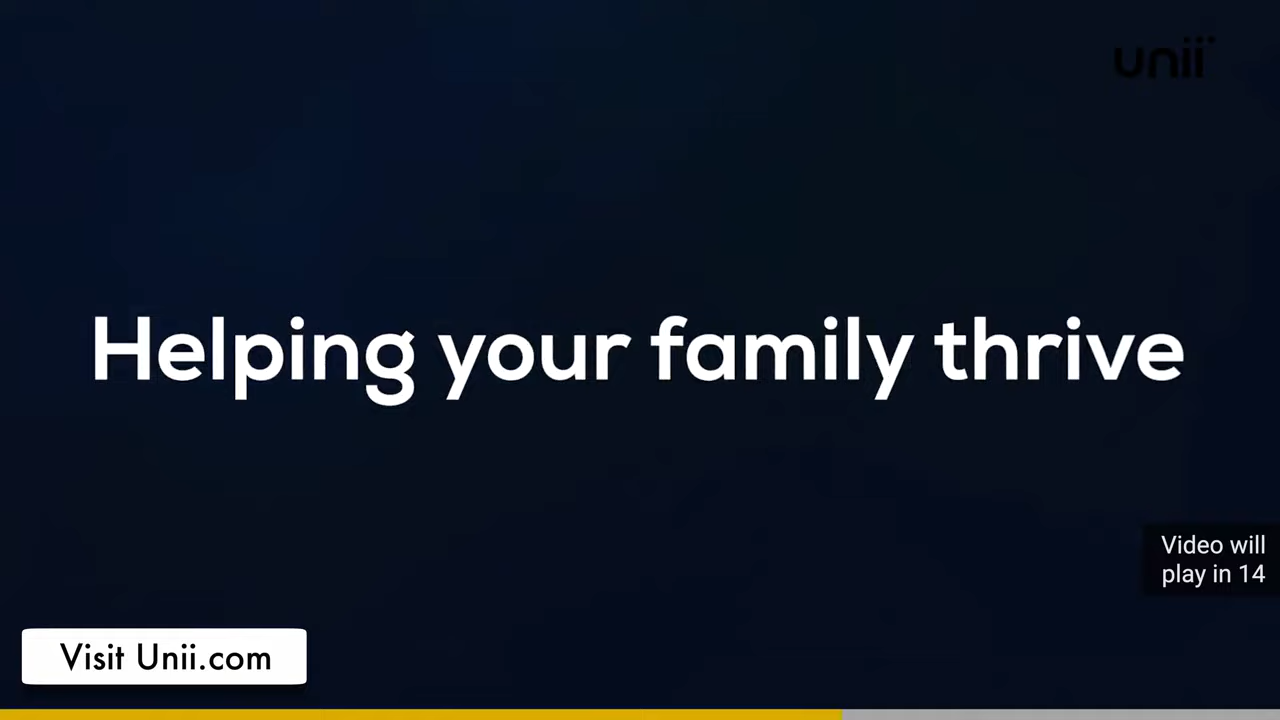 unii
Helping your family thrive
Video will
play in 14
Visit Unii.com